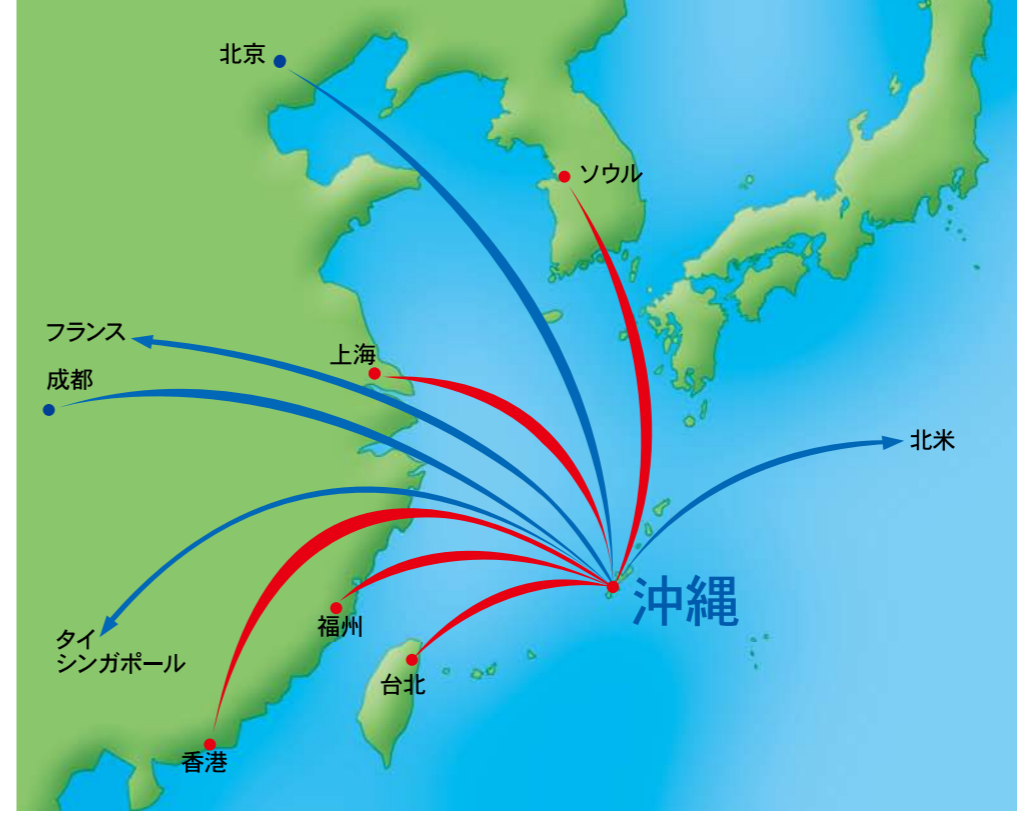 北京
ソウル
フランス
上海
成都
北米
沖縄
福州
タイ
シンガポール
台北
香港